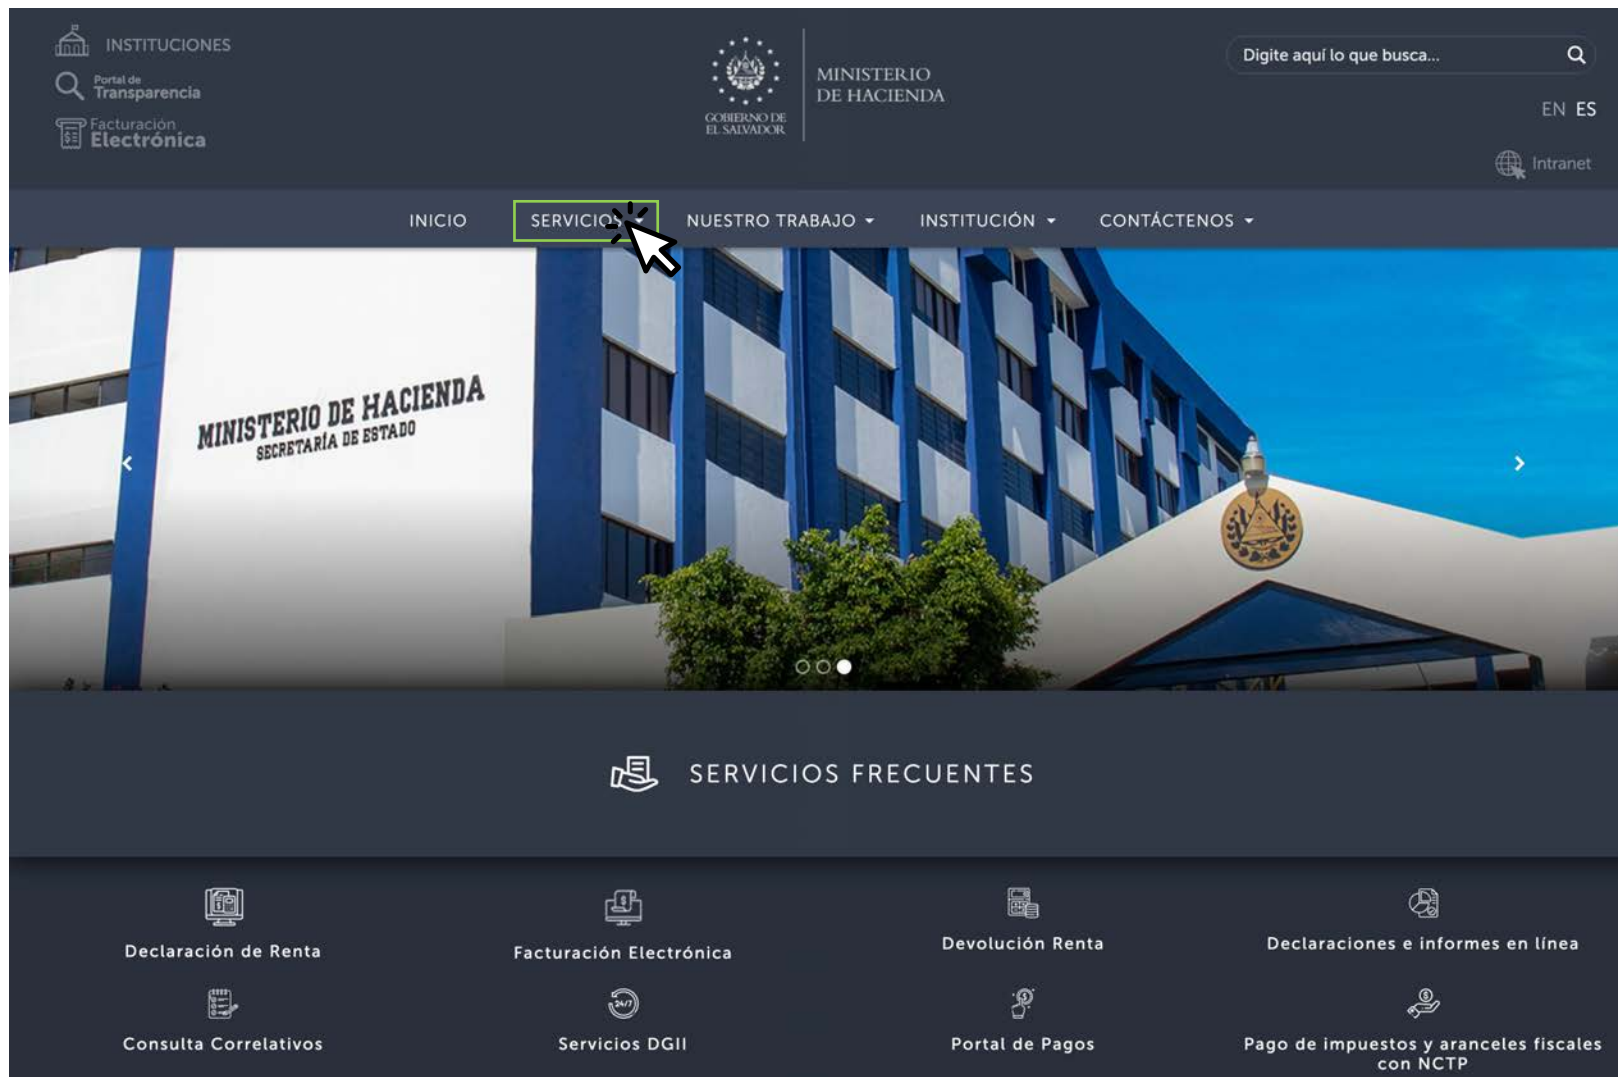 INSTITUCIONES
Portal de
Transparencia
Facturación
Electrónica
GOBIERNO DE
EL SALVADOR
MINISTERIO
DE HACIENDA
Digite aquí lo que busca...
EN ES
Intranet
INICIO SERVICIOS NUESTRO TRABAJO INSTITUCIÓN CONTÁCTENOS
MINISTERIO DE HACIENDA
SECRETARÍA DE ESTADO
SERVICIOS FRECUENTES
Declaración de Renta
Facturación Electrónica
Devolución Renta
Declaraciones e informes en línea
24/7
Consulta Correlativos
Servicios DGII
Portal de Pagos
Pago de impuestos y aranceles fiscales
con NCTP